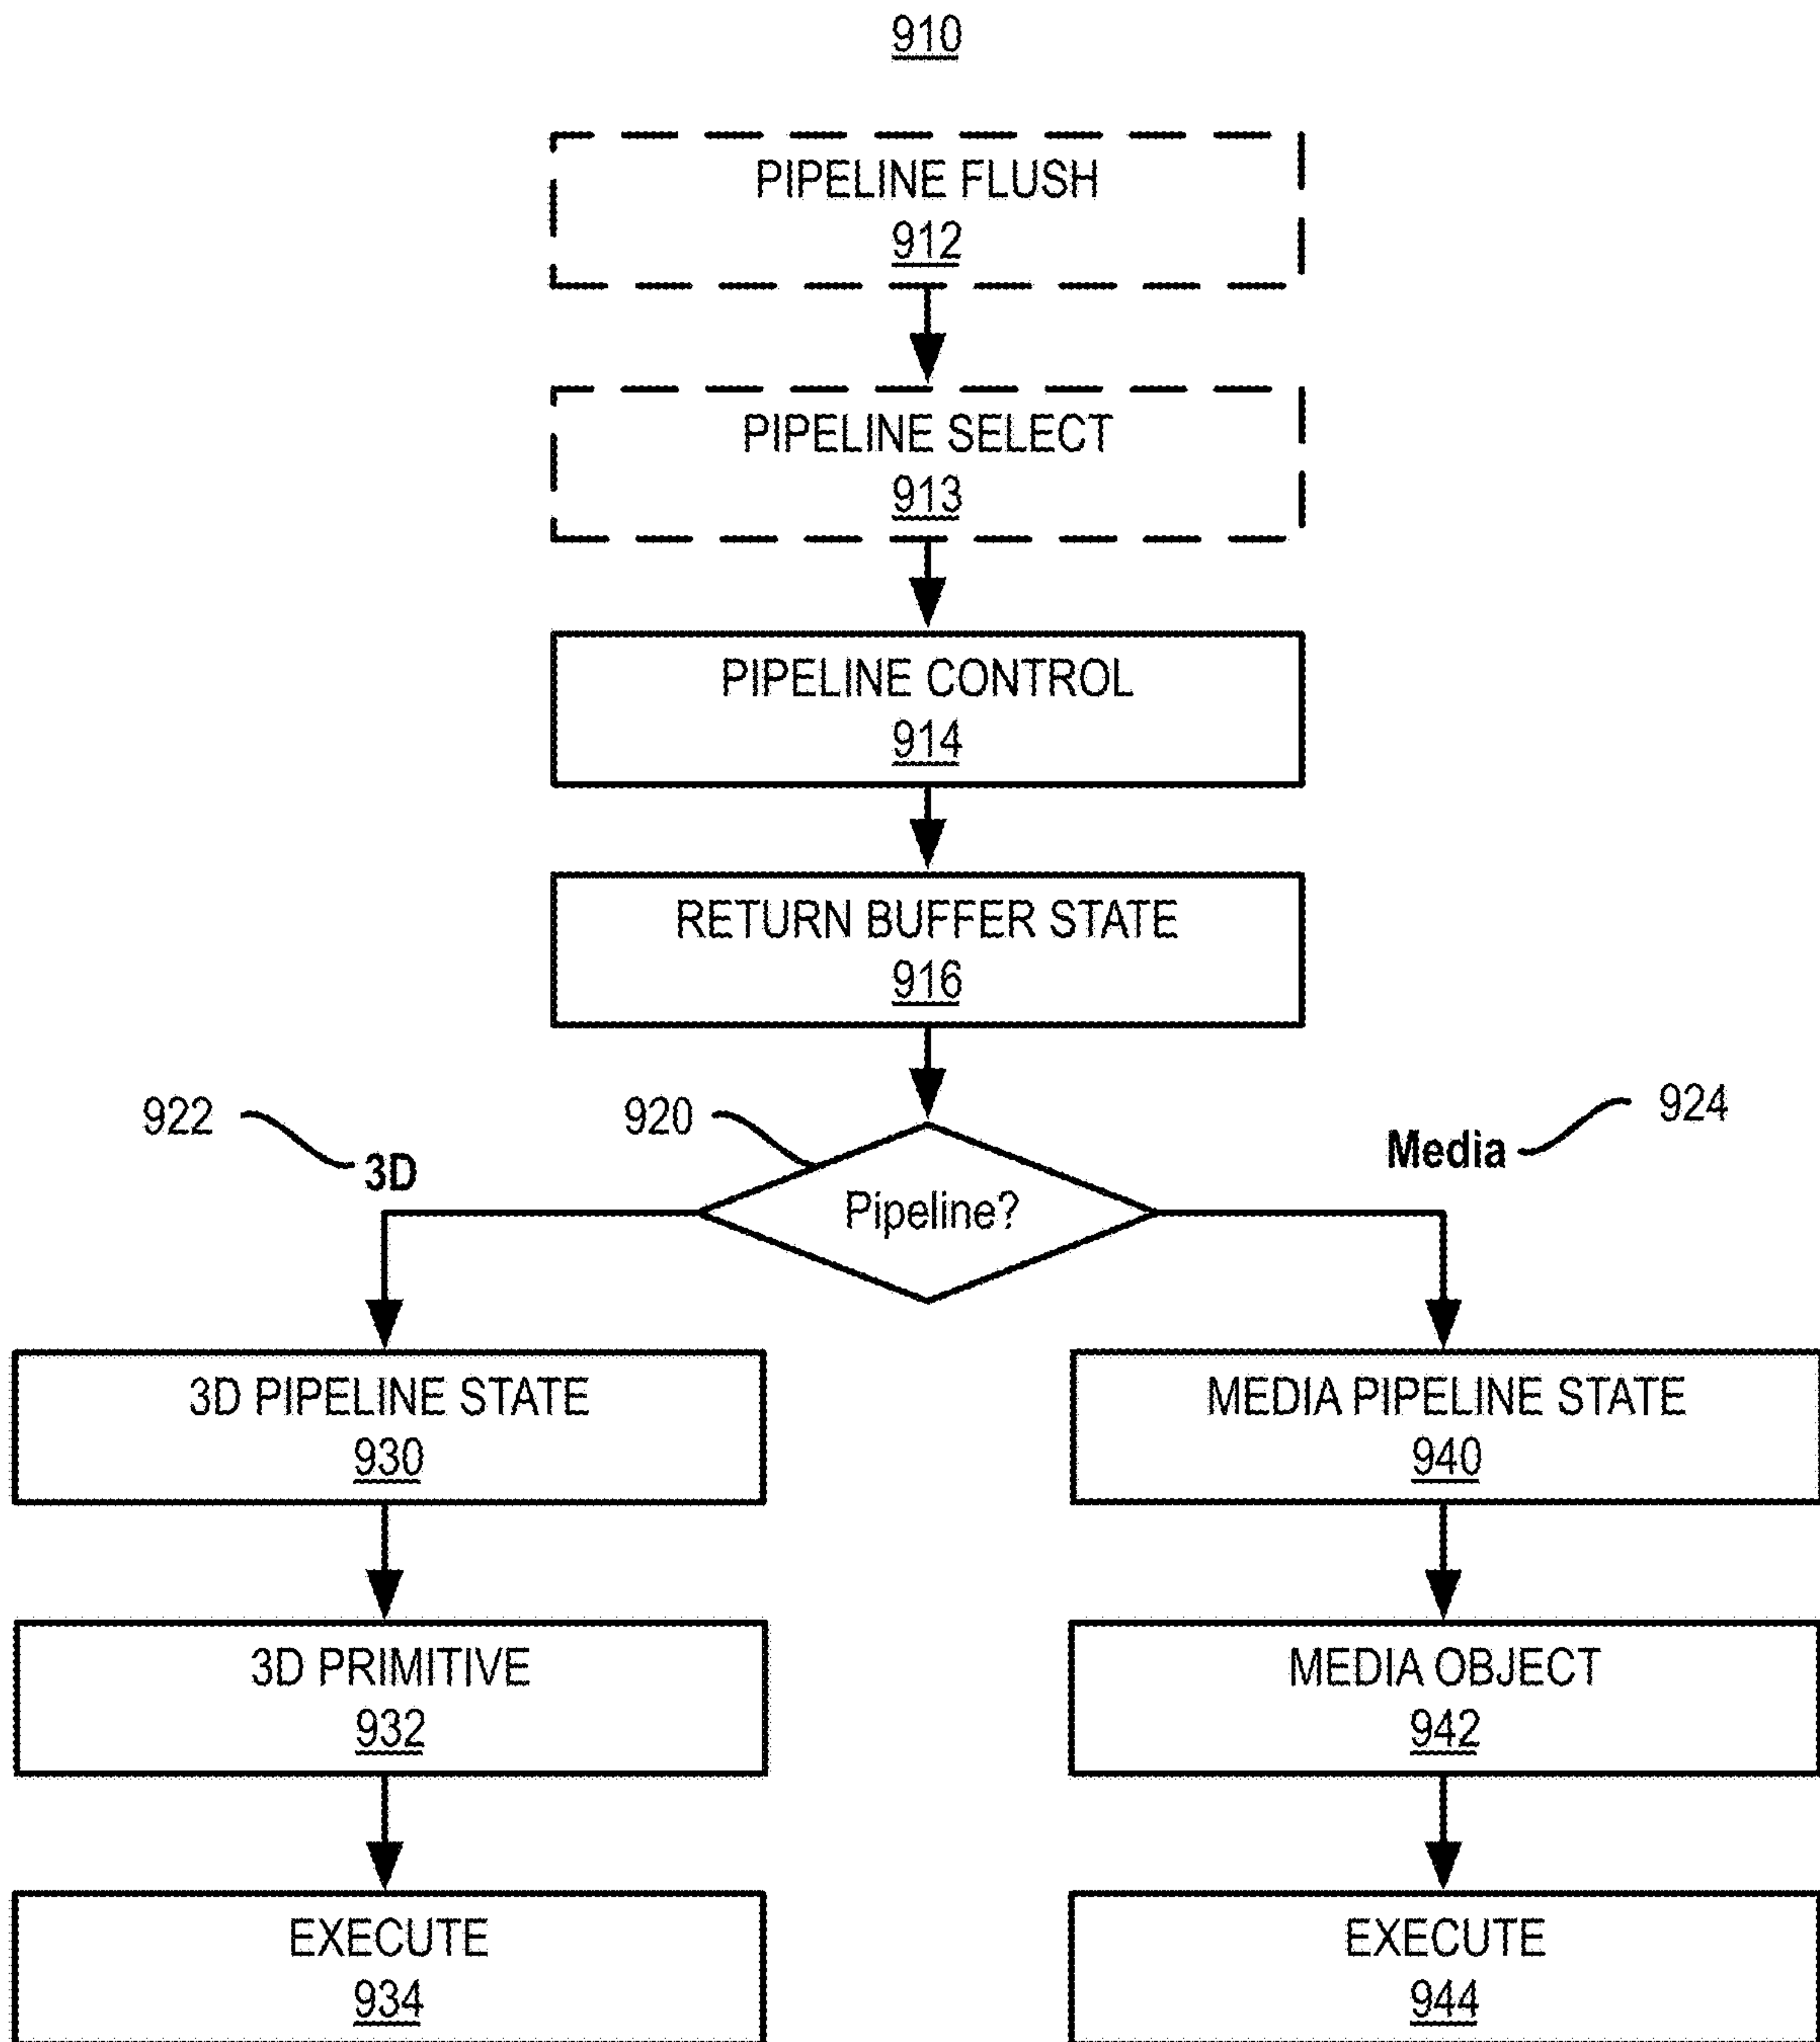 910
PIPELINE FLUSH
912
PIPELINE SELECT
913
PIPELINE CONTROL
914
RETURN BUFFER STATE
916
922
920
924
3D
Media
Pipeline?
3D PIPELINE STATE
930
MEDIA PIPELINE STATE
940
3D PRIMITIVE
932
MEDIA OBJECT
942
EXECUTE
934
EXECUTE
944